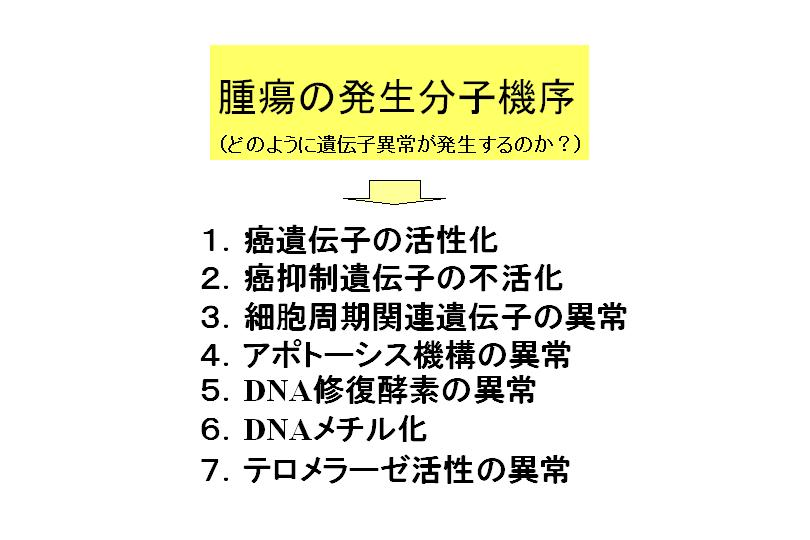 腫瘍の発生分子機序
（どのように遺伝子異常が発生するのか？）
１．癌遺伝子の活性化
２．癌抑制遺伝子の不活化
３．細胞周期関連遺伝子の異常
４．アポトーシス機構の異常
５．DNA修復酵素の異常
６．DNAメチル化
７．テロメラーゼ活性の異常